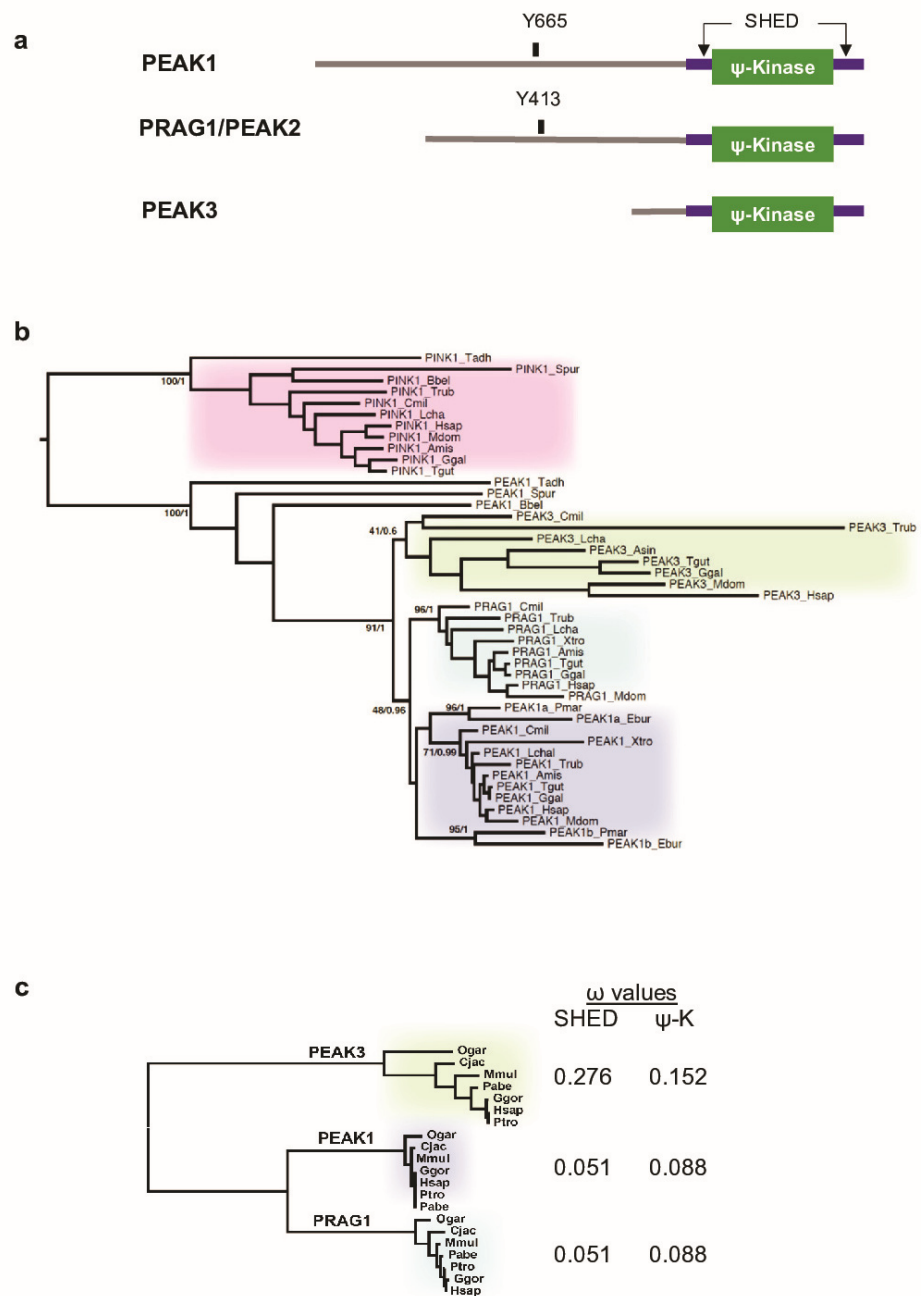 a
Y665
SHED
PEAK1
ψ-Kinase
Y413
PRAG1/PEAK2
ψ-Kinase
PEAK3
ψ-Kinase
b
PINK1_Tadh
100/1
PINK1_Spur
PINK1_Bbel
PINK1_Trub
PINK1_Cmil
PINK1_Lcha
PINK1_Hsap
PINK1_Mdom
PINK1_Amis
PINK1_Ggal
PINK1_Tgut
PEAK1_Tadh
100/1
PEAK1_Spur
PEAK1_Bbel
PEAK3_Cmil
41/0.6
PEAK3_Trub
PEAK3_Lcha
PEAK3_Asin
PEAK3_Tgut
PEAK3_Ggal
PEAK3_Mdom
PEAK3_Hsap
PRAG1_Cmil
96/1
PRAG1_Trub
91/1
PRAG1_Lcha
PRAG1_Xtro
PRAG1_Amis
PRAG1_Tgut
PRAG1_Ggal
PRAG1_Hsap
PRAG1_Mdom
48/0.96
96/1
PEAK1a_Pmar
PEAK1a_Ebur
PEAK1_Cmil
PEAK1_Xtro
71/0.99
PEAK1_Lchal
PEAK1_Trub
PEAK1_Amis
PEAK1_Tgut
PEAK1_Ggal
PEAK1_Hsap
PEAK1_Mdom
95/1
PEAK1b_Pmar
PEAK1b_Ebur
c
ω values
SHED ψ-K
PEAK3
Ogar
Cjac
Mmul
Pabe
Ggor
Hsap
Ptro
0.276 0.152
PEAK1
Ogar
Cjac
Mmul
Ggor
Hsap
Ptro
Pabe
0.051 0.088
PRAG1
Ogar
Cjac
Mmul
Pabe
Ptro
Ggor
Hsap
0.051 0.088